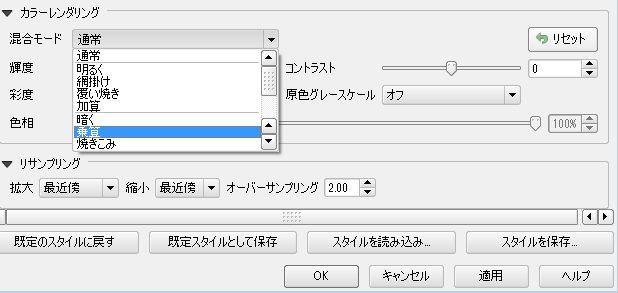 カラーレンダリング
混合モード 通常 リセット
通常
明るく
網掛け
覆い焼き
加算
暗く
乗算
焼きこみ
輝度 コントラスト 0
彩度 原色グレースケール オフ
色相 100%
リサンプリング
拡大 最近傍 縮小 最近傍 オーバーサンプリング 2.00
既定のスタイルに戻す 既定スタイルとして保存 スタイルを読み込み... スタイルを保存...
OK キャンセル 適用 ヘルプ